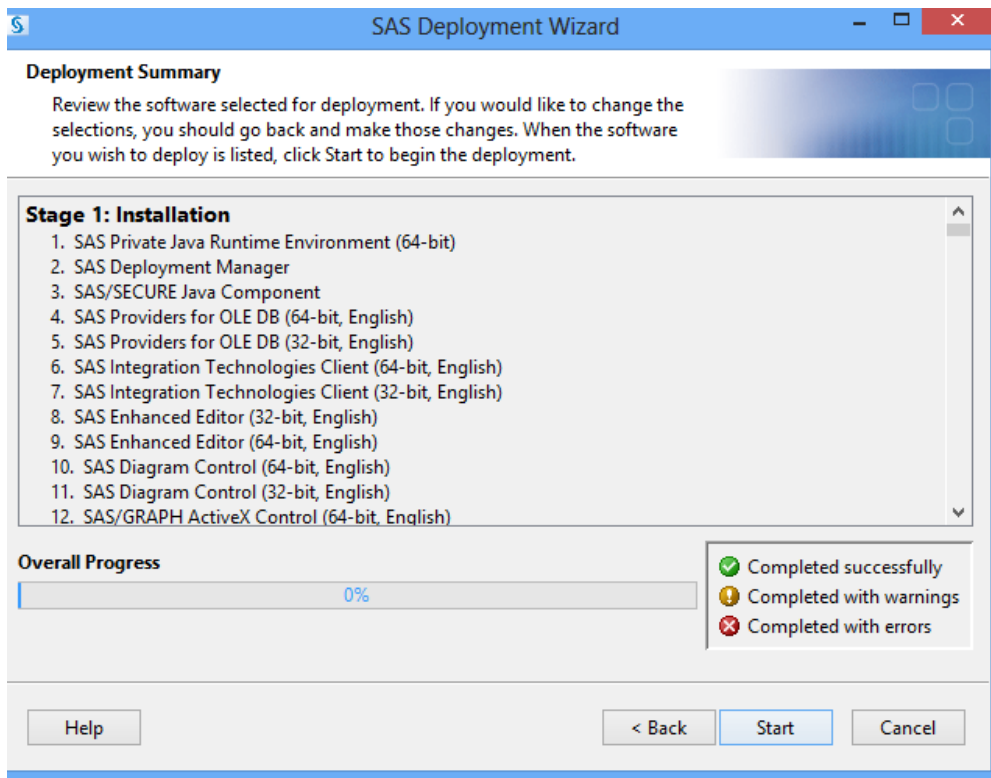 SAS Deployment Wizard
Deployment Summary
Review the software selected for deployment. If you would like to change the
selections, you should go back and make those changes. When the software
you wish to deploy is listed, click Start to begin the deployment.
Stage 1: Installation
1. SAS Private Java Runtime Environment (64-bit)
2. SAS Deployment Manager
3. SAS/SECURE Java Component
4. SAS Providers for OLE DB (64-bit, English)
5. SAS Providers for OLE DB (32-bit, English)
6. SAS Integration Technologies Client (64-bit, English)
7. SAS Integration Technologies Client (32-bit, English)
8. SAS Enhanced Editor (32-bit, English)
9. SAS Enhanced Editor (64-bit, English)
10. SAS Diagram Control (64-bit, English)
11. SAS Diagram Control (32-bit, English)
12. SAS/GRAPH ActiveX Control (64-bit, English)
Overall Progress
0%
Completed successfully
Completed with warnings
Completed with errors
Help
< Back
Start
Cancel